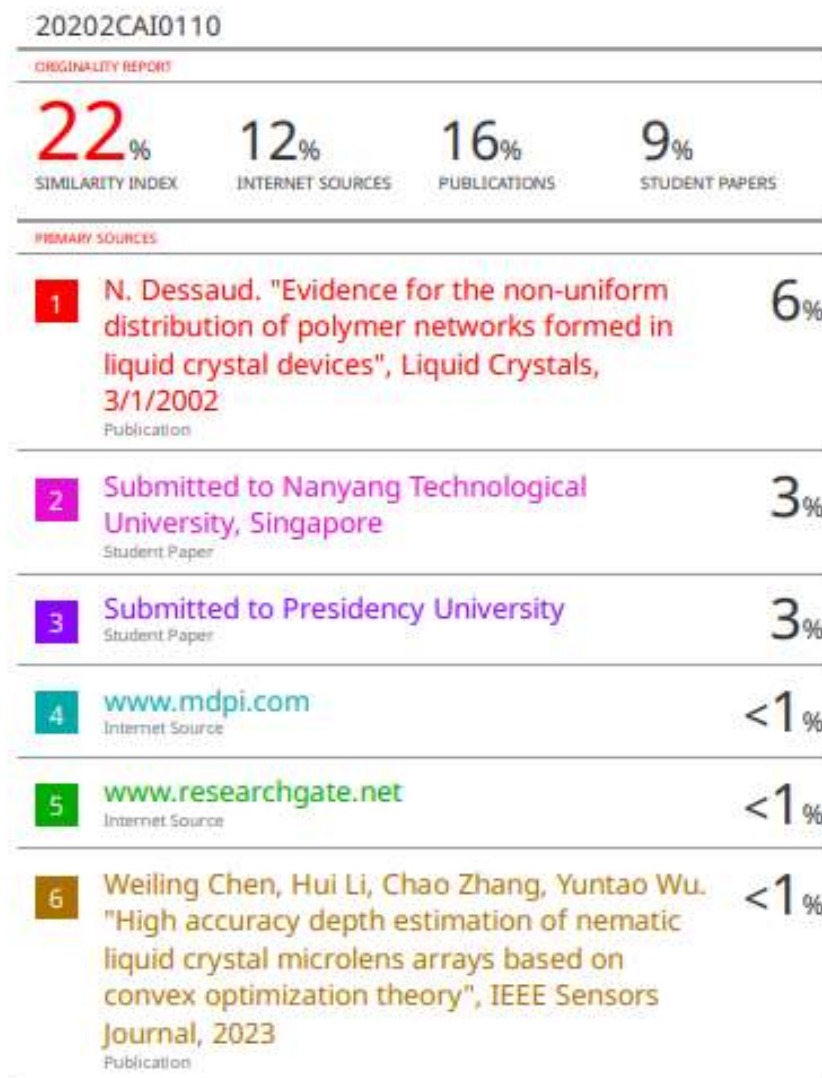 20202CAI0110
ORIGINALITY REPORT
22% 12% 16% 9%
SIMILARITY INDEX INTERNET SOURCES PUBLICATIONS STUDENT PAPERS
PRIMARY SOURCES
1 N. Dessaud. "Evidence for the non-uniform 6%
distribution of polymer networks formed in
liquid crystal devices", Liquid Crystals,
3/1/2002
Publication
2 Submitted to Nanyang Technological 3%
University, Singapore
Student Paper
3 Submitted to Presidency University 3%
Student Paper
4 www.mdpi.com <1%
Internet Source
5 www.researchgate.net <1%
Internet Source
6 Weiling Chen, Hui Li, Chao Zhang, Yuntao Wu. <1%
"High accuracy depth estimation of nematic
liquid crystal microlens arrays based on
convex optimization theory", IEEE Sensors
Journal, 2023
Publication